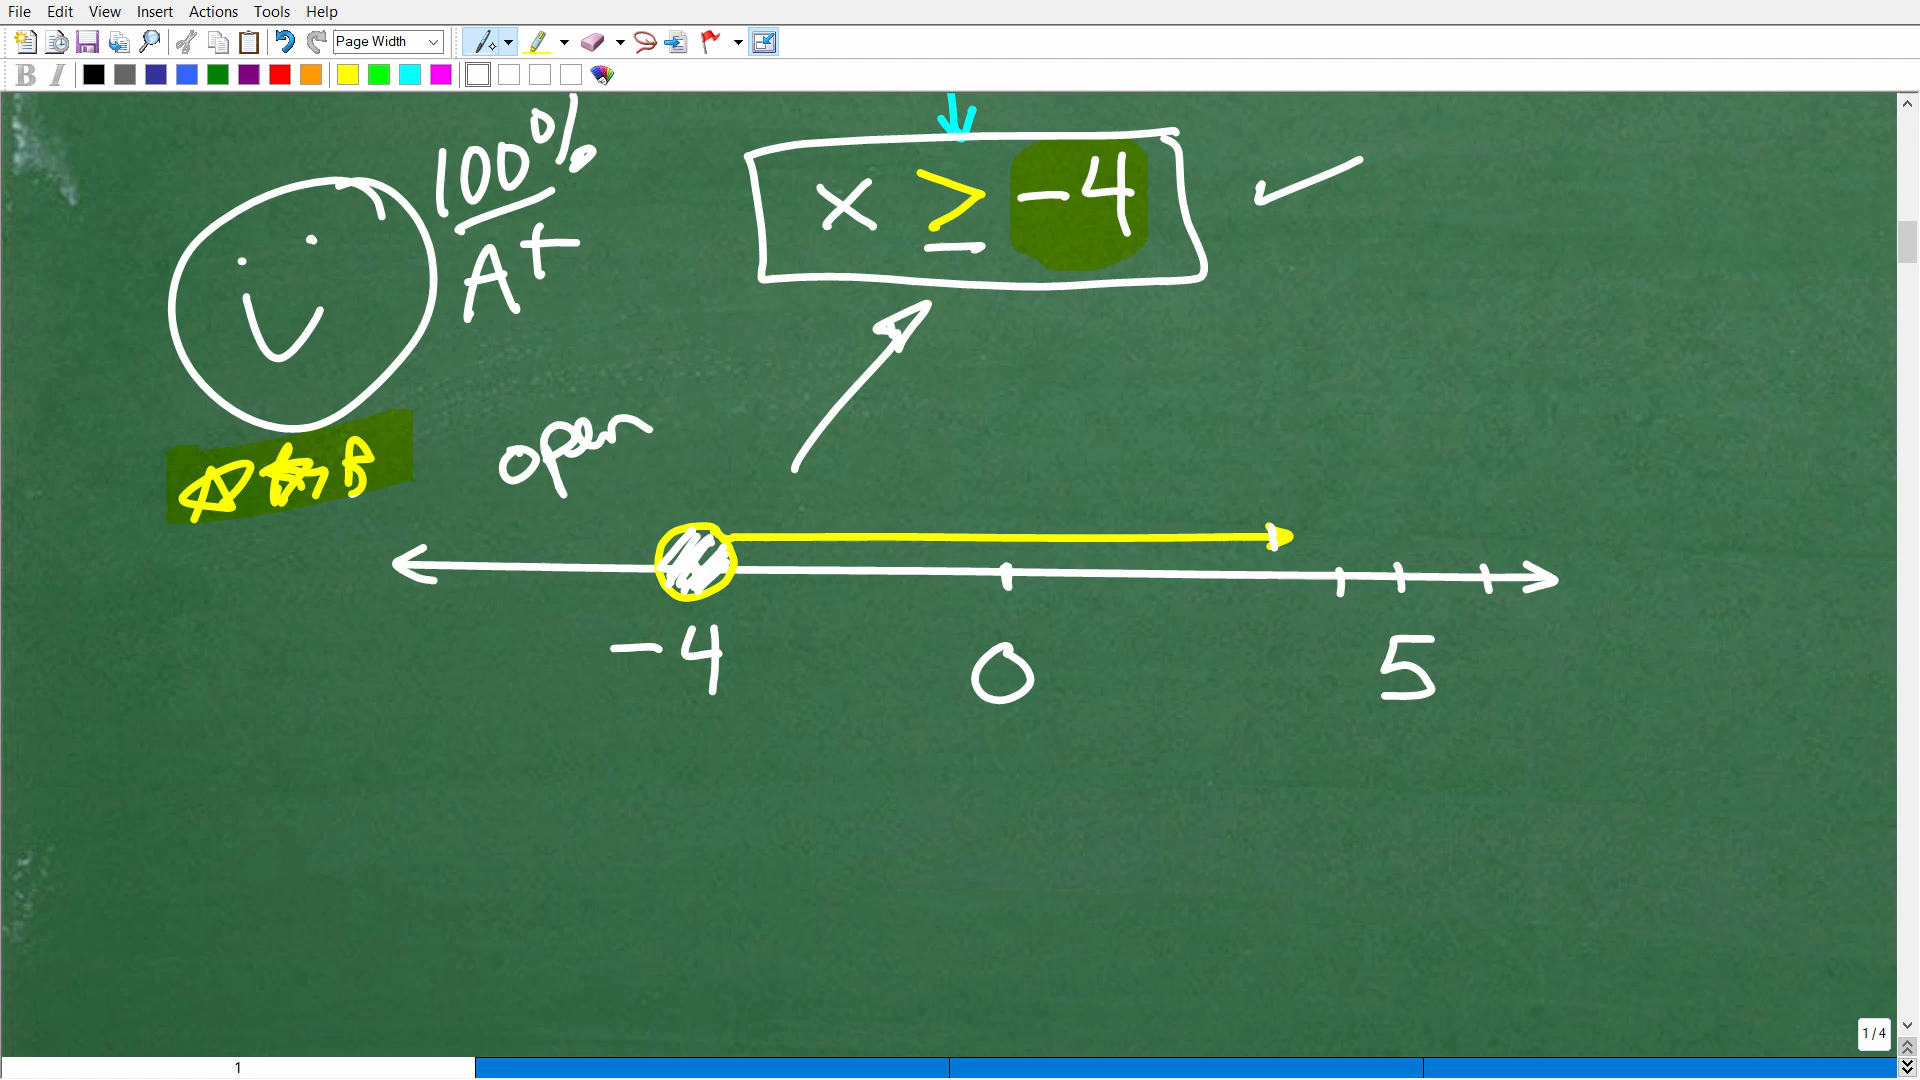 File Edit View Insert Actions Tools Help
Page Width
B I
100%
A+
x ≥ -4
open
-4 0 5
1 / 4
1